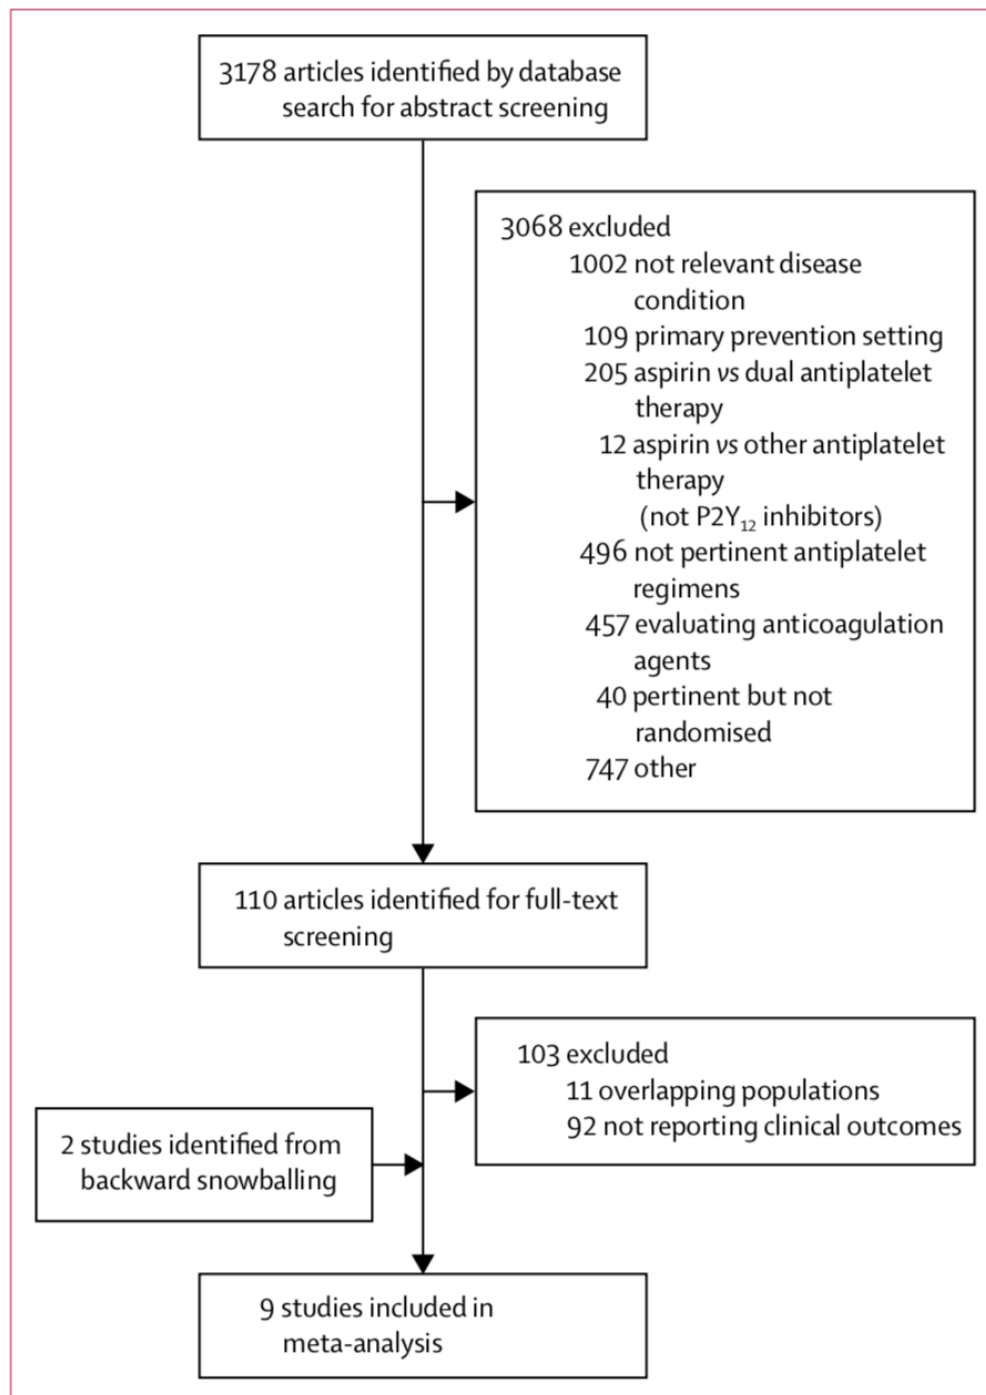 3178 articles identified by database
search for abstract screening
3068 excluded
1002 not relevant disease
condition
109 primary prevention setting
205 aspirin vs dual antiplatelet
therapy
12 aspirin vs other antiplatelet
therapy
(not P2Y₁₂ inhibitors)
496 not pertinent antiplatelet
regimens
457 evaluating anticoagulation
agents
40 pertinent but not
randomised
747 other
110 articles identified for full-text
screening
103 excluded
11 overlapping populations
92 not reporting clinical outcomes
2 studies identified from
backward snowballing
9 studies included in
meta-analysis